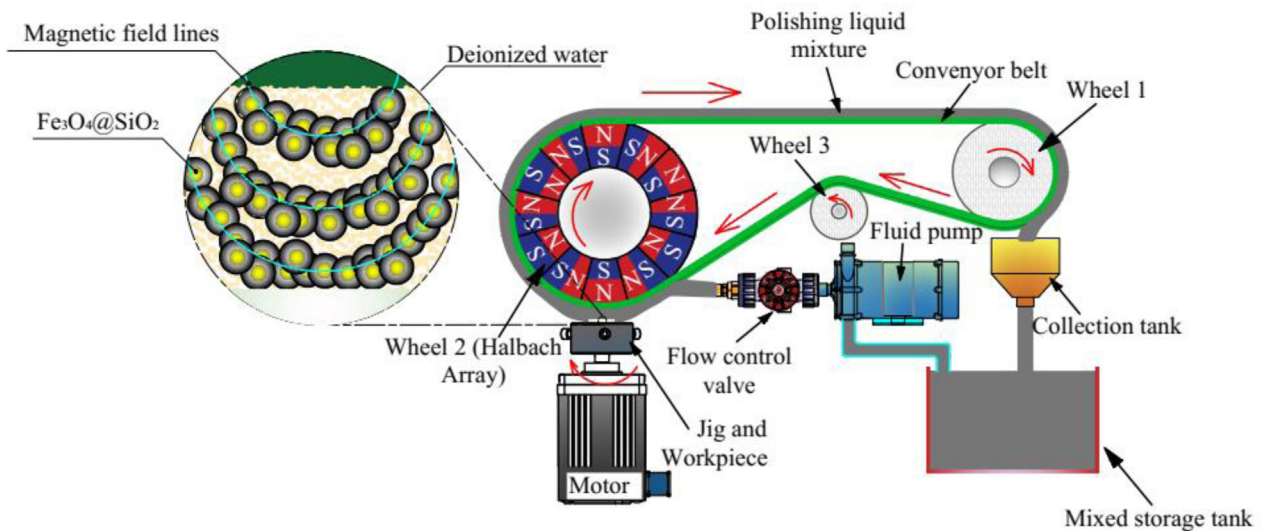 Magnetic field lines
Deionized water
Fe₃O₄@SiO₂
Polishing liquid
mixture
Convenyor belt
Wheel 1
Wheel 3
Fluid pump
Collection tank
Wheel 2 (Halbach
Array)
Flow control
valve
Jig and
Workpiece
Motor
Mixed storage tank
N
S
N
S
N
S
N
S
N
S
N
S
N
S
N
S